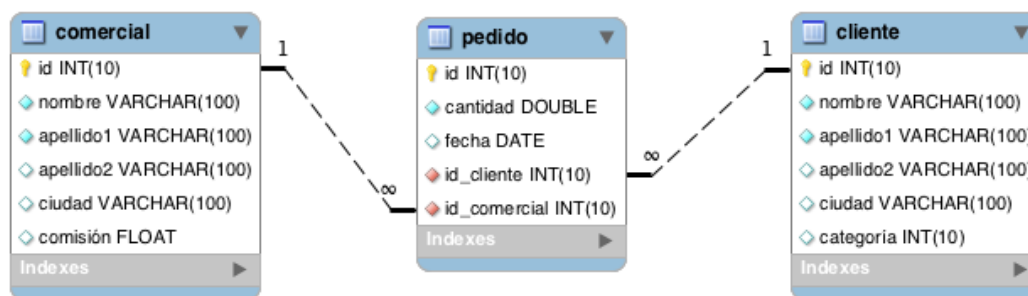 comercial
id INT(10)
nombre VARCHAR(100)
apellido1 VARCHAR(100)
apellido2 VARCHAR(100)
ciudad VARCHAR(100)
comisión FLOAT
Indexes
1
∞
pedido
id INT(10)
cantidad DOUBLE
fecha DATE
id_cliente INT(10)
id_comercial INT(10)
Indexes
1
∞
cliente
id INT(10)
nombre VARCHAR(100)
apellido1 VARCHAR(100)
apellido2 VARCHAR(100)
ciudad VARCHAR(100)
categoría INT(10)
Indexes